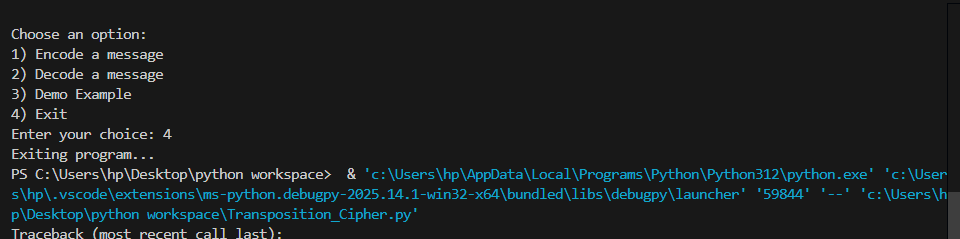 Choose an option:
1) Encode a message
2) Decode a message
3) Demo Example
4) Exit
Enter your choice: 4
Exiting program...
PS C:\Users\hp\Desktop\python workspace>  & 'c:\Users\hp\AppData\Local\Programs\Python\Python312\python.exe' 'c:\User
s\hp\.vscode\extensions\ms-python.debugpy-2025.14.1-win32-x64\bundled\libs\debugpy\launcher' '59844' '--' 'c:\Users\h
p\Desktop\python workspace\Transposition_Cipher.py'
Traceback (most recent call last):